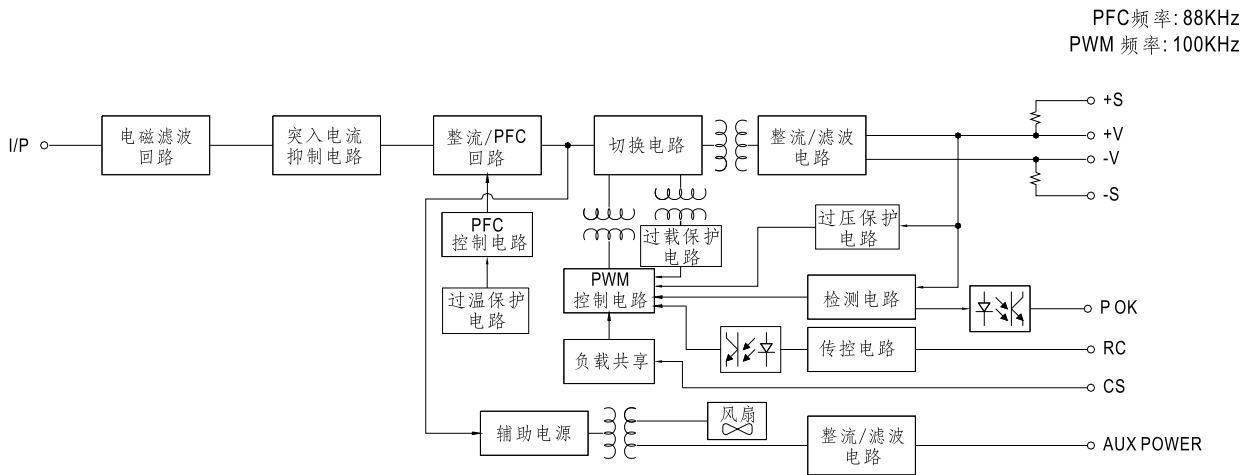 PFC频率: 88KHz
PWM 频率: 100KHz
I/P
电磁滤波
回路
突入电流
抑制电路
整流/PFC
回路
切换电路
整流/滤波
电路
+S
+V
-V
-S
PFC
控制电路
过载保护
电路
过压保护
电路
过温保护
电路
PWM
控制电路
检测电路
P OK
负载共享
传控电路
RC
CS
辅助电源
风扇
整流/滤波
电路
AUX POWER